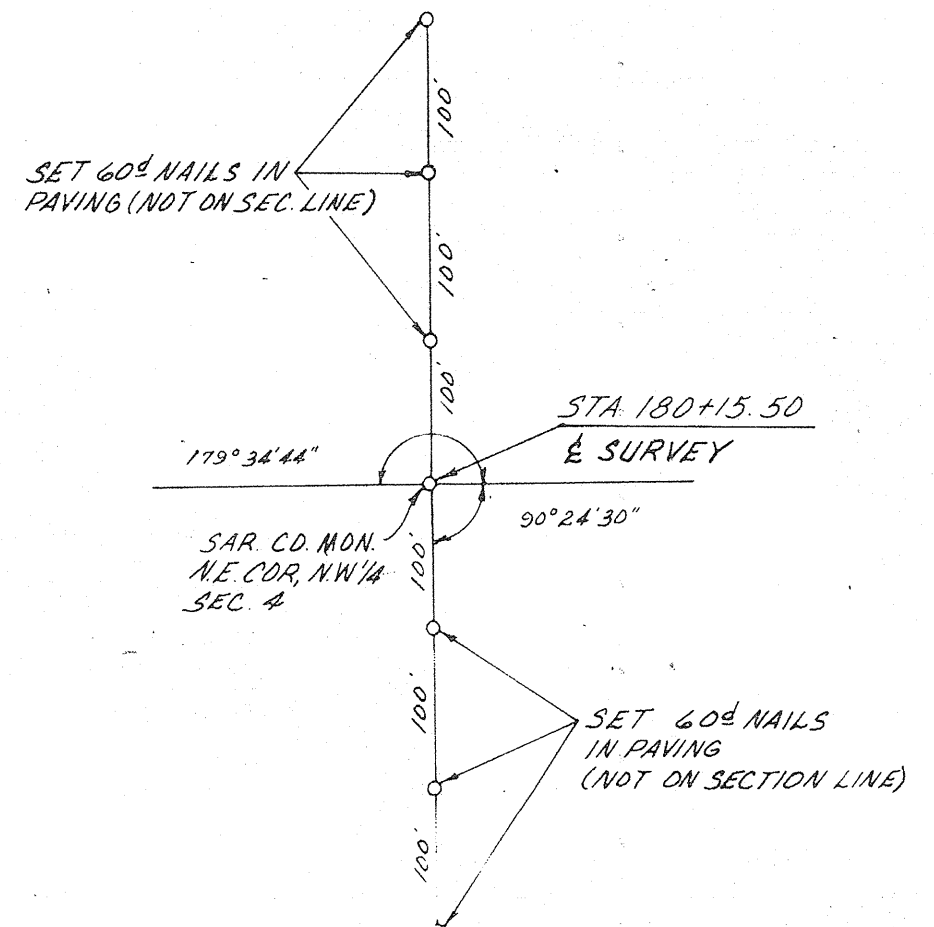 100'
SET 60d NAILS IN
PAVING (NOT ON SEC. LINE)
100'
100'
STA. 180+15.50
℄ SURVEY
179°34'44"
90°24'30"
SAR. CO. MON.
N.E. COR, N.W 1/4
SEC. 4
100'
100'
SET 60d NAILS
IN PAVING
(NOT ON SECTION LINE)
100'